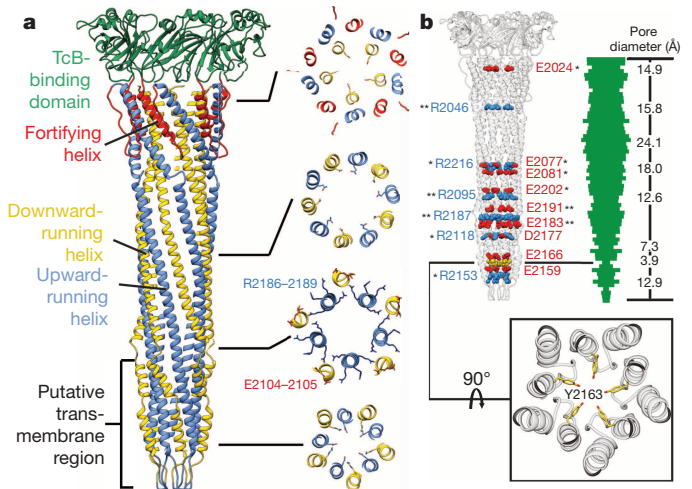 a
TcB-
binding
domain
Fortifying
helix
Downward-
running
helix
Upward-
running
helix
Putative
trans-
membrane
region
R2186–2189
E2104–2105
b
Pore
diameter (Å)
E2024*
**R2046
*R2216
E2077*
E2081*
E2202*
**R2095
E2191**
**R2187
E2183**
*R2118
D2177
E2166
E2159
*R2153
14.9
15.8
24.1
18.0
12.6
7.3
3.9
12.9
90°
Y2163